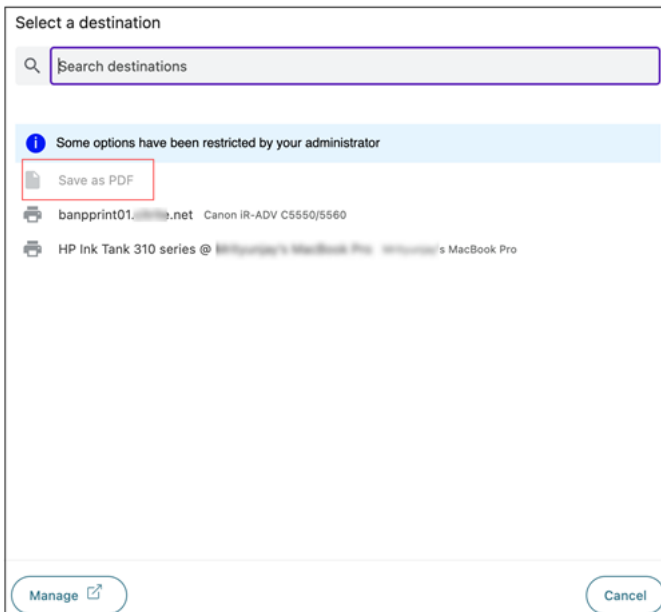 Select a destination
Search destinations
Some options have been restricted by your administrator
Save as PDF
banpprint01. .net Canon iR-ADV C5550/5560
HP Ink Tank 310 series @ 's MacBook Pro
Manage
Cancel